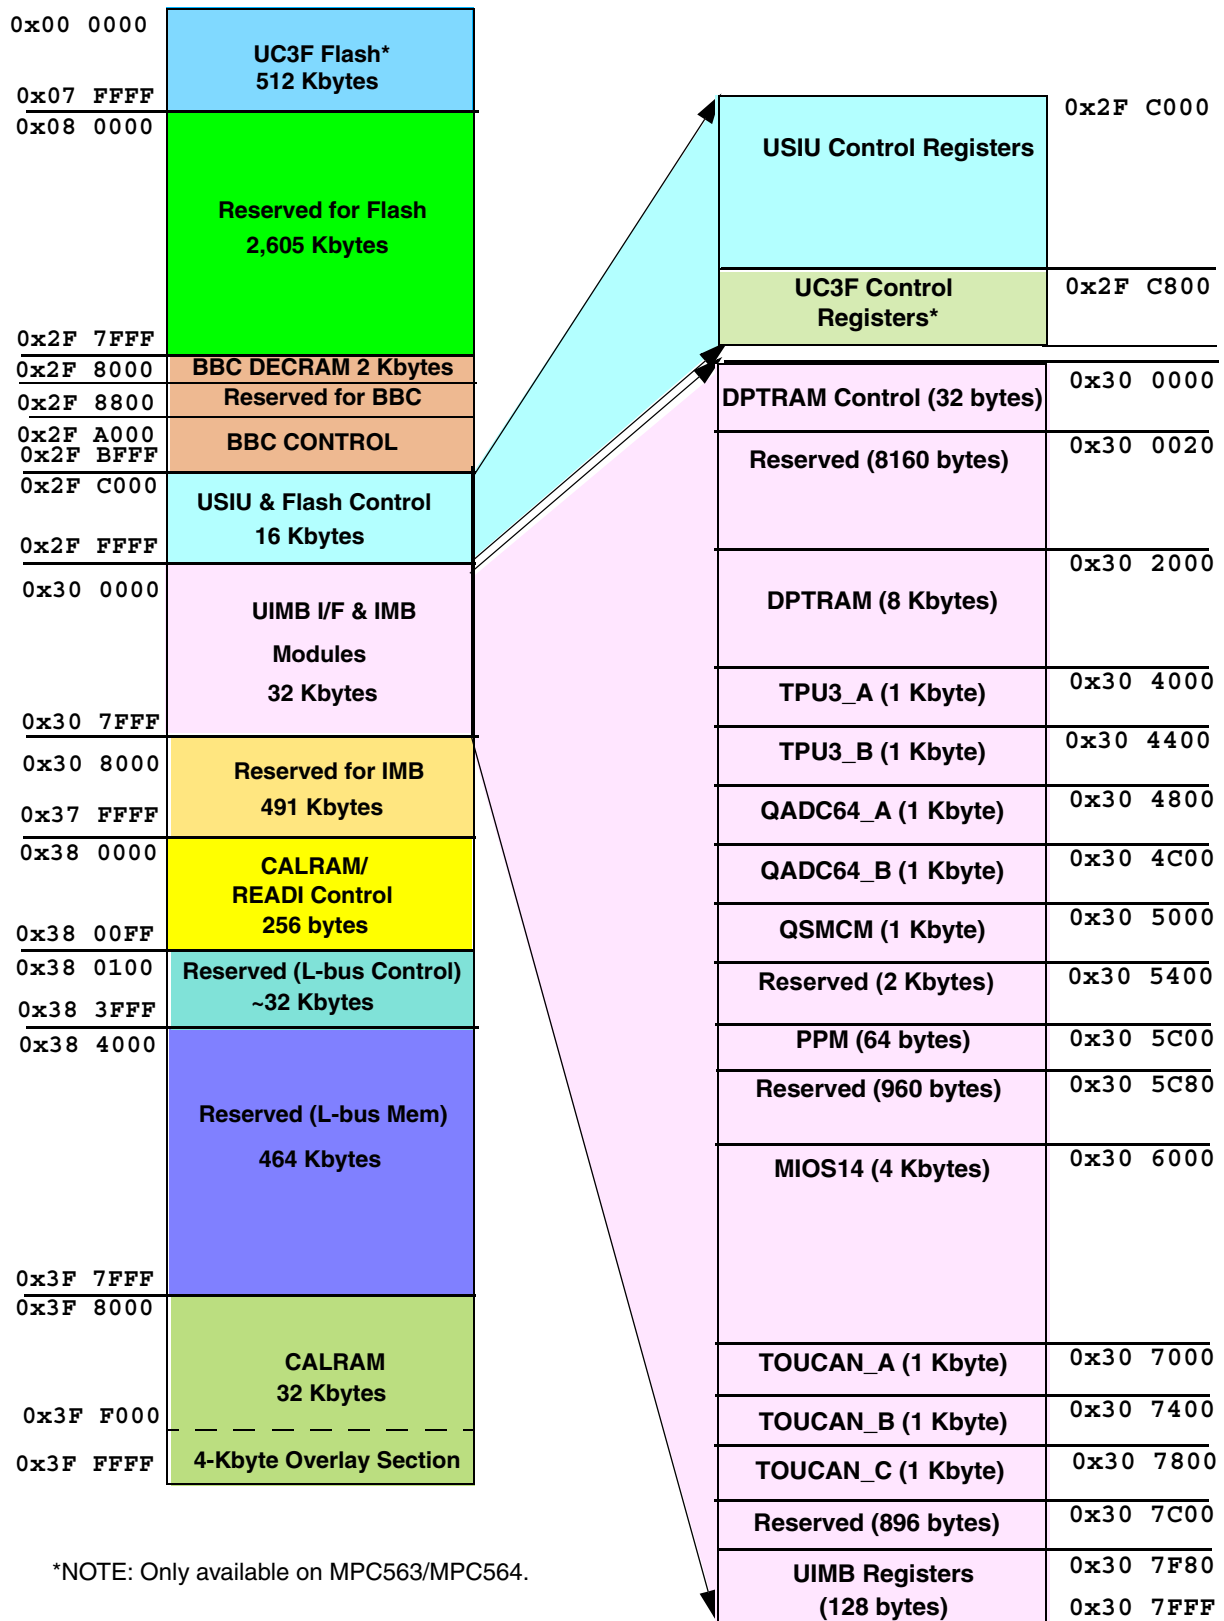 0x00 0000
UC3F Flash*
512 Kbytes
0x07 FFFF
0x08 0000
Reserved for Flash
2,605 Kbytes
0x2F 7FFF
0x2F 8000
BBC DECRAM 2 Kbytes
0x2F 8800
Reserved for BBC
0x2F A000
BBC CONTROL
0x2F BFFF
0x2F C000
USIU & Flash Control
16 Kbytes
0x2F FFFF
0x30 0000
UIMB I/F & IMB
Modules
32 Kbytes
0x30 7FFF
0x30 8000
Reserved for IMB
491 Kbytes
0x37 FFFF
0x38 0000
CALRAM/
READI Control
256 bytes
0x38 00FF
0x38 0100
Reserved (L-bus Control)
~32 Kbytes
0x38 3FFF
0x38 4000
Reserved (L-bus Mem)
464 Kbytes
0x3F 7FFF
0x3F 8000
CALRAM
32 Kbytes
0x3F F000
4-Kbyte Overlay Section
0x3F FFFF
*NOTE: Only available on MPC563/MPC564.
USIU Control Registers
0x2F C000
UC3F Control
Registers*
0x2F C800
DPTRAM Control (32 bytes)
0x30 0000
Reserved (8160 bytes)
0x30 0020
DPTRAM (8 Kbytes)
0x30 2000
TPU3_A (1 Kbyte)
0x30 4000
TPU3_B (1 Kbyte)
0x30 4400
QADC64_A (1 Kbyte)
0x30 4800
QADC64_B (1 Kbyte)
0x30 4C00
QSMCM (1 Kbyte)
0x30 5000
Reserved (2 Kbytes)
0x30 5400
PPM (64 bytes)
0x30 5C00
Reserved (960 bytes)
0x30 5C80
MIOS14 (4 Kbytes)
0x30 6000
TOUCAN_A (1 Kbyte)
0x30 7000
TOUCAN_B (1 Kbyte)
0x30 7400
TOUCAN_C (1 Kbyte)
0x30 7800
Reserved (896 bytes)
0x30 7C00
UIMB Registers
(128 bytes)
0x30 7F80
0x30 7FFF